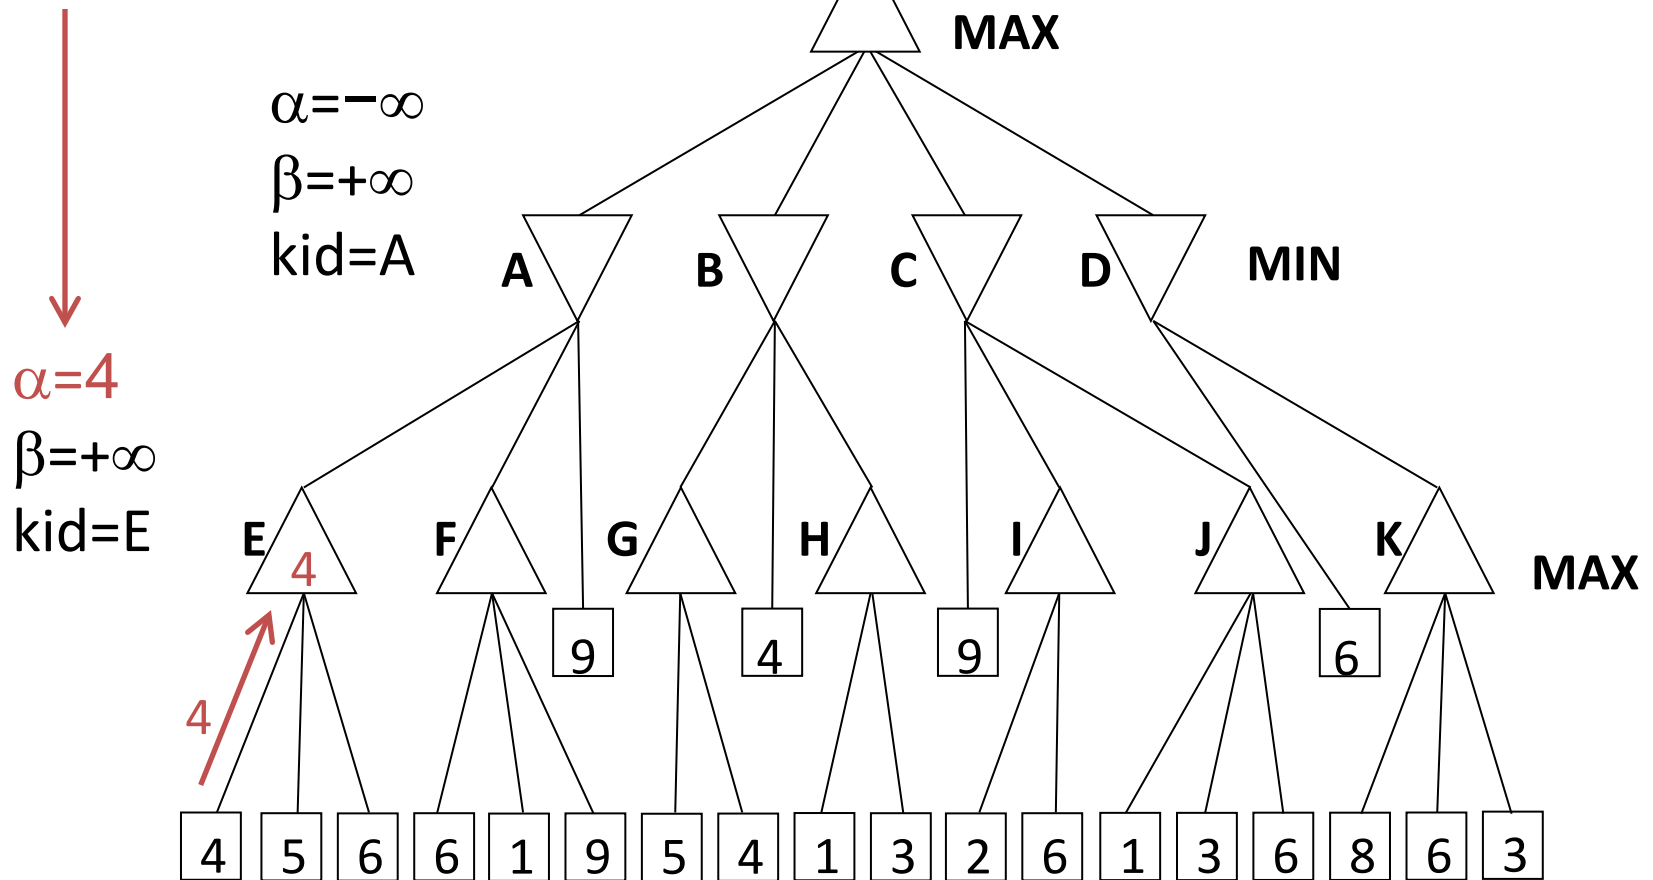 MAX
α=−∞
β=+∞
kid=A
A B C D MIN
α=4
β=+∞
kid=E
E F G H I J K
4
MAX
9 4 9 6
4
4 5 6 6 1 9 5 4 1 3 2 6 1 3 6 8 6 3